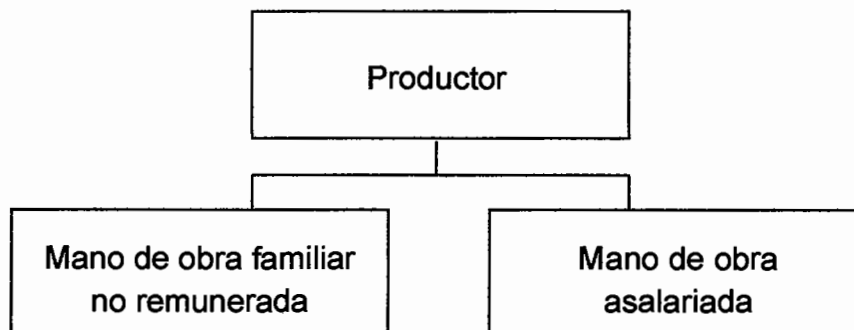 Productor
Mano de obra familiar
no remunerada
Mano de obra
asalariada